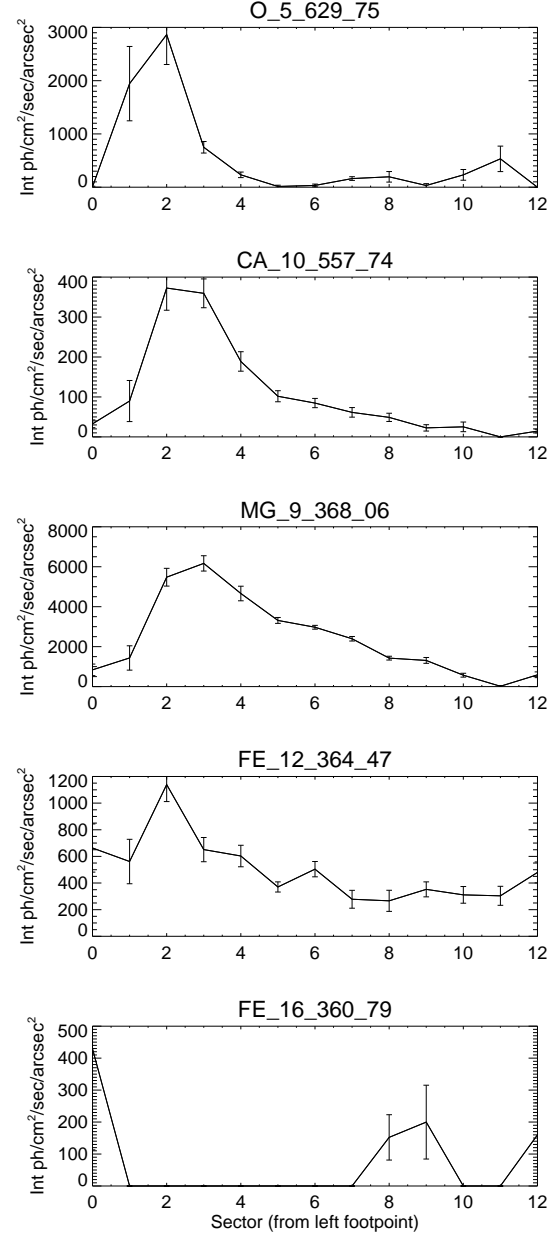 O_5_629_75
Int ph/cm²/sec/arcsec²
3000
2000
1000
0
0 2 4 6 8 10 12
CA_10_557_74
Int ph/cm²/sec/arcsec²
400
300
200
100
0
0 2 4 6 8 10 12
MG_9_368_06
Int ph/cm²/sec/arcsec²
8000
6000
4000
2000
0
0 2 4 6 8 10 12
FE_12_364_47
Int ph/cm²/sec/arcsec²
1200
1000
800
600
400
200
0
0 2 4 6 8 10 12
FE_16_360_79
Int ph/cm²/sec/arcsec²
500
400
300
200
100
0
0 2 4 6 8 10 12
Sector (from left footpoint)